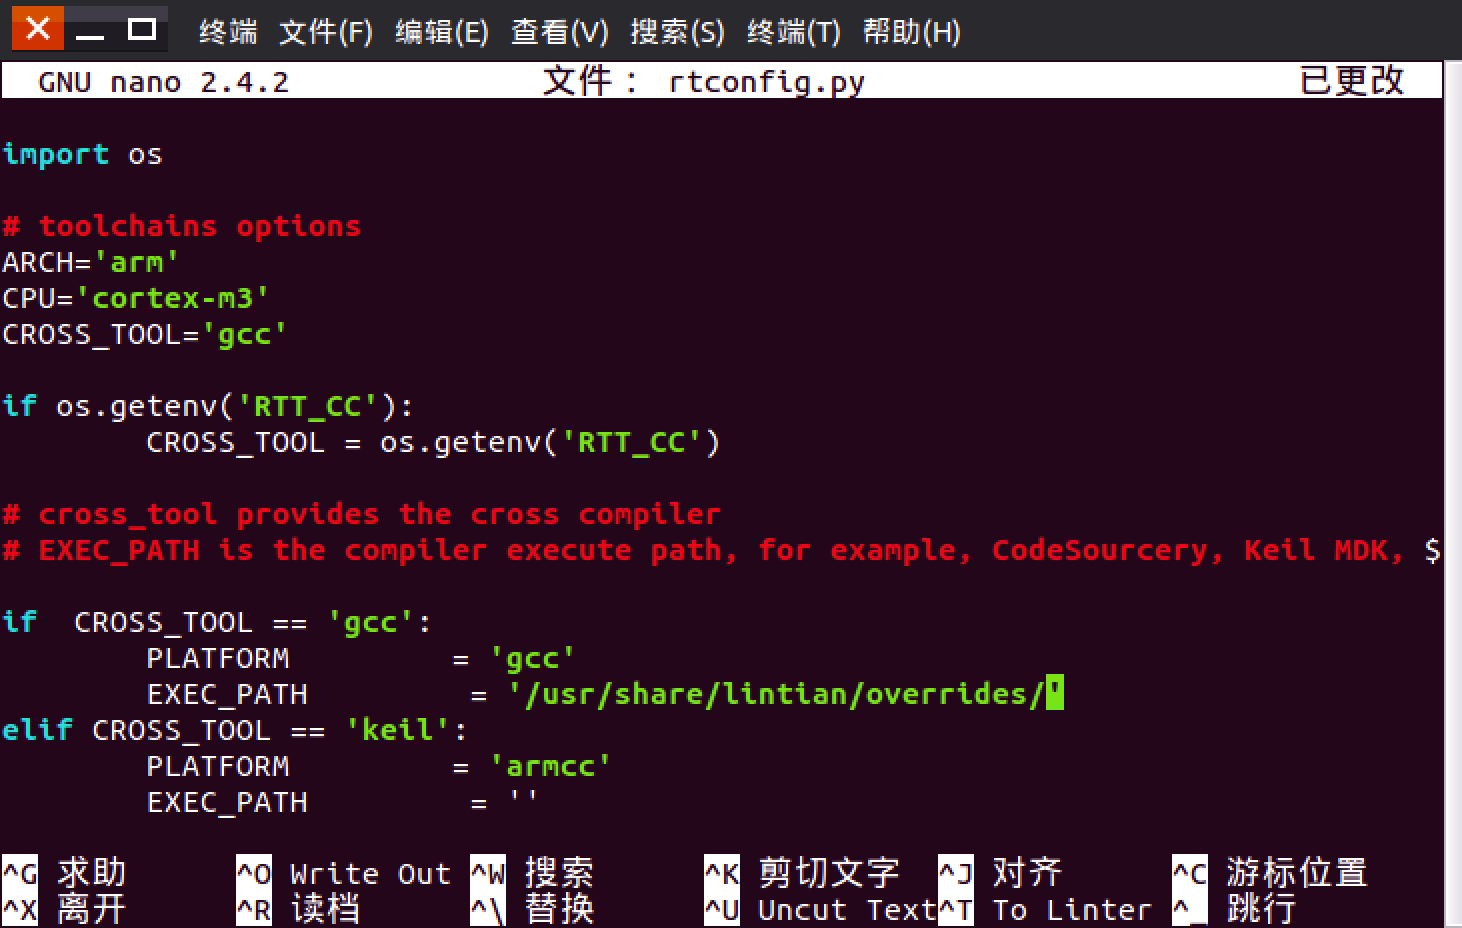 终端 文件(F) 编辑(E) 查看(V) 搜索(S) 终端(T) 帮助(H)
GNU nano 2.4.2 文件： rtconfig.py 已更改
import os
# toolchains options
ARCH='arm'
CPU='cortex-m3'
CROSS_TOOL='gcc'
if os.getenv('RTT_CC'):
        CROSS_TOOL = os.getenv('RTT_CC')
# cross_tool provides the cross compiler
# EXEC_PATH is the compiler execute path, for example, CodeSourcery, Keil MDK, $
if  CROSS_TOOL == 'gcc':
        PLATFORM         = 'gcc'
        EXEC_PATH         = '/usr/share/lintian/overrides/'
elif CROSS_TOOL == 'keil':
        PLATFORM         = 'armcc'
        EXEC_PATH         = ''
^G 求助 ^O Write Out ^W 搜索 ^K 剪切文字 ^J 对齐 ^C 游标位置
^X 离开 ^R 读档 ^\ 替换 ^U Uncut Text ^T To Linter ^_ 跳行